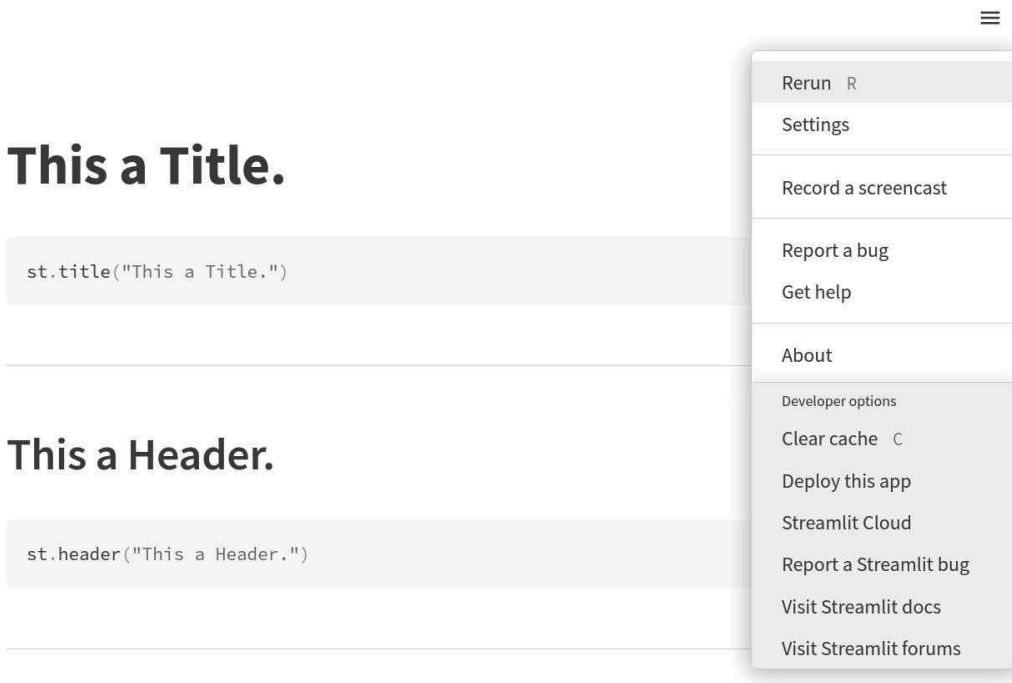 This a Title.
st.title("This a Title.")
This a Header.
st.header("This a Header.")
Rerun R
Settings
Record a screencast
Report a bug
Get help
About
Developer options
Clear cache C
Deploy this app
Streamlit Cloud
Report a Streamlit bug
Visit Streamlit docs
Visit Streamlit forums